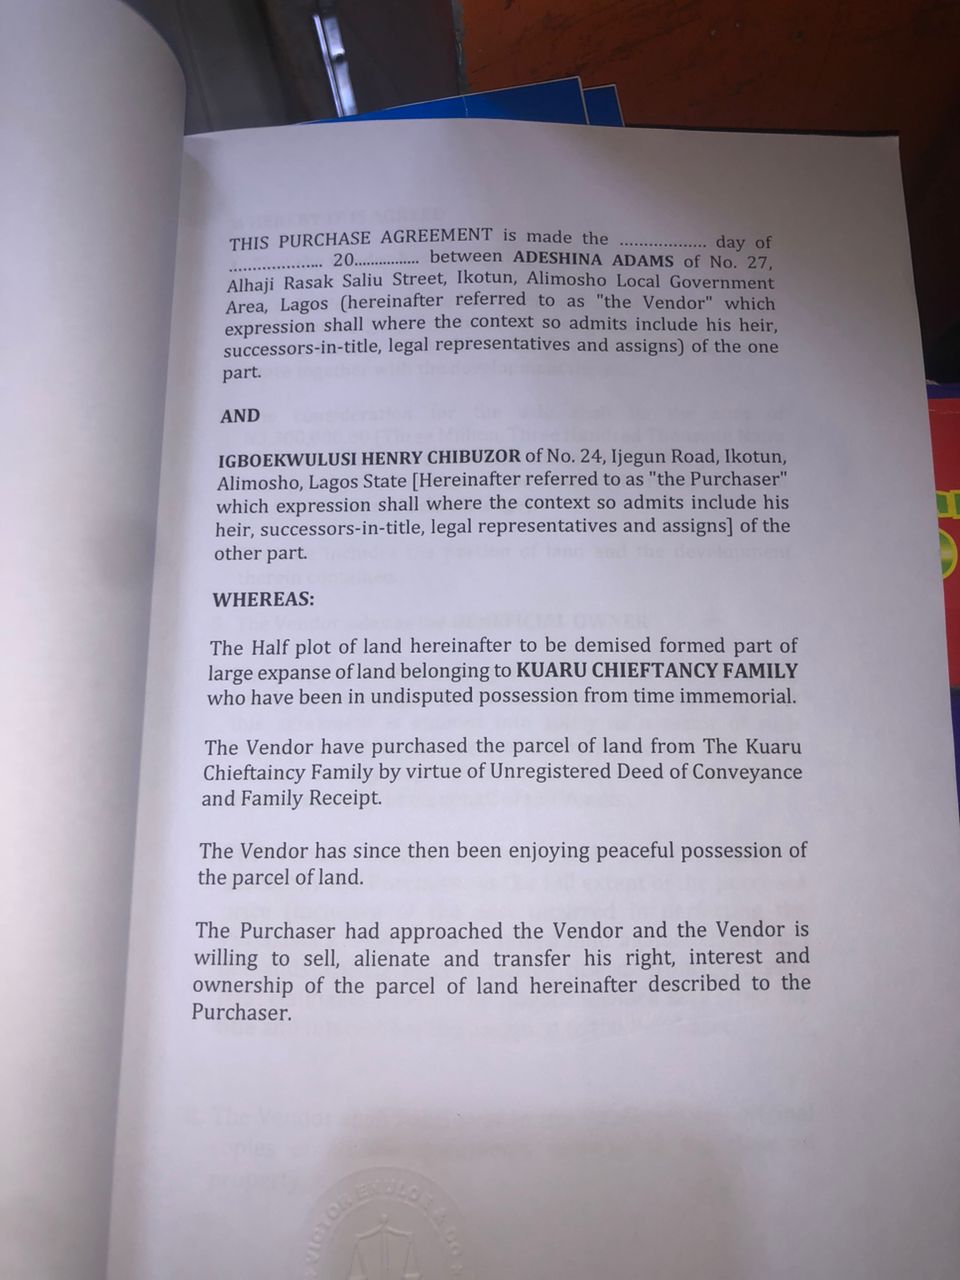 THIS PURCHASE AGREEMENT is made the .................. day of
................... 20................ between ADESHINA ADAMS of No. 27,
Alhaji Rasak Saliu Street, Ikotun, Alimosho Local Government
Area, Lagos (hereinafter referred to as "the Vendor" which
expression shall where the context so admits include his heir,
successors-in-title, legal representatives and assigns) of the one
part.
AND
IGBOEKWULUSI HENRY CHIBUZOR of No. 24, Ijegun Road, Ikotun,
Alimosho, Lagos State [Hereinafter referred to as "the Purchaser"
which expression shall where the context so admits include his
heir, successors-in-title, legal representatives and assigns] of the
other part.
WHEREAS:
The Half plot of land hereinafter to be demised formed part of
large expanse of land belonging to KUARU CHIEFTANCY FAMILY
who have been in undisputed possession from time immemorial.
The Vendor have purchased the parcel of land from The Kuaru
Chieftaincy Family by virtue of Unregistered Deed of Conveyance
and Family Receipt.
The Vendor has since then been enjoying peaceful possession of
the parcel of land.
The Purchaser had approached the Vendor and the Vendor is
willing to sell, alienate and transfer his right, interest and
ownership of the parcel of land hereinafter described to the
Purchaser.